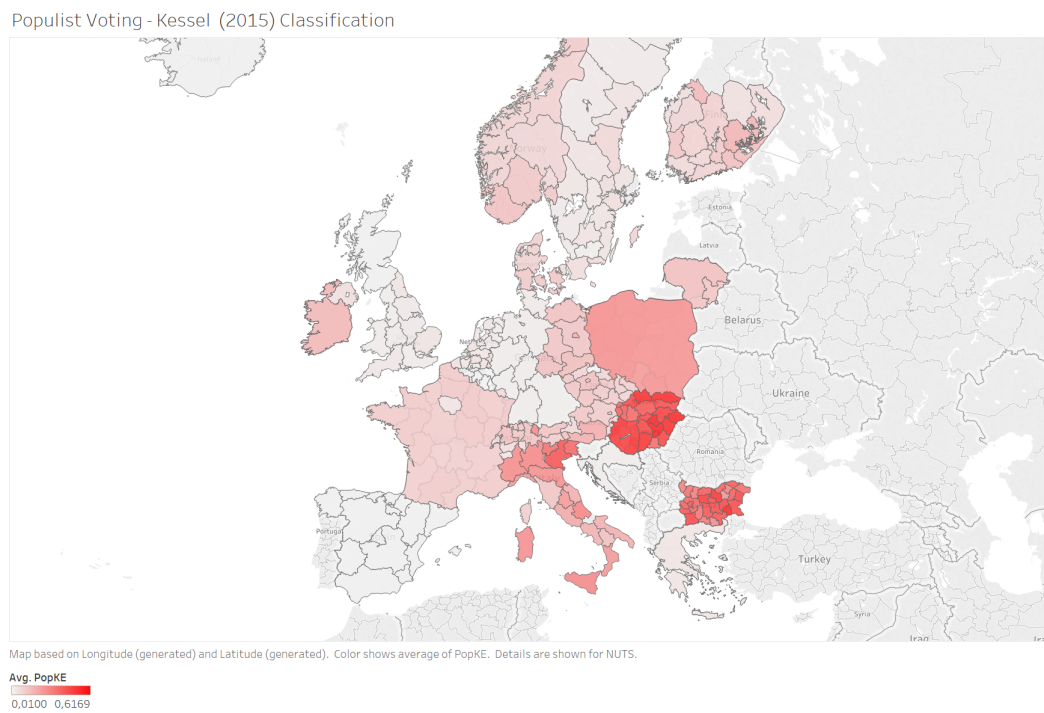 Populist Voting - Kessel (2015) Classification
Norway
Estonia
Latvia
Belarus
Ukraine
Romania
Serbia
Portugal
Turkey
Syria
Iran
Map based on Longitude (generated) and Latitude (generated). Color shows average of PopKE. Details are shown for NUTS.
Avg. PopKE
0,0100 0,6169